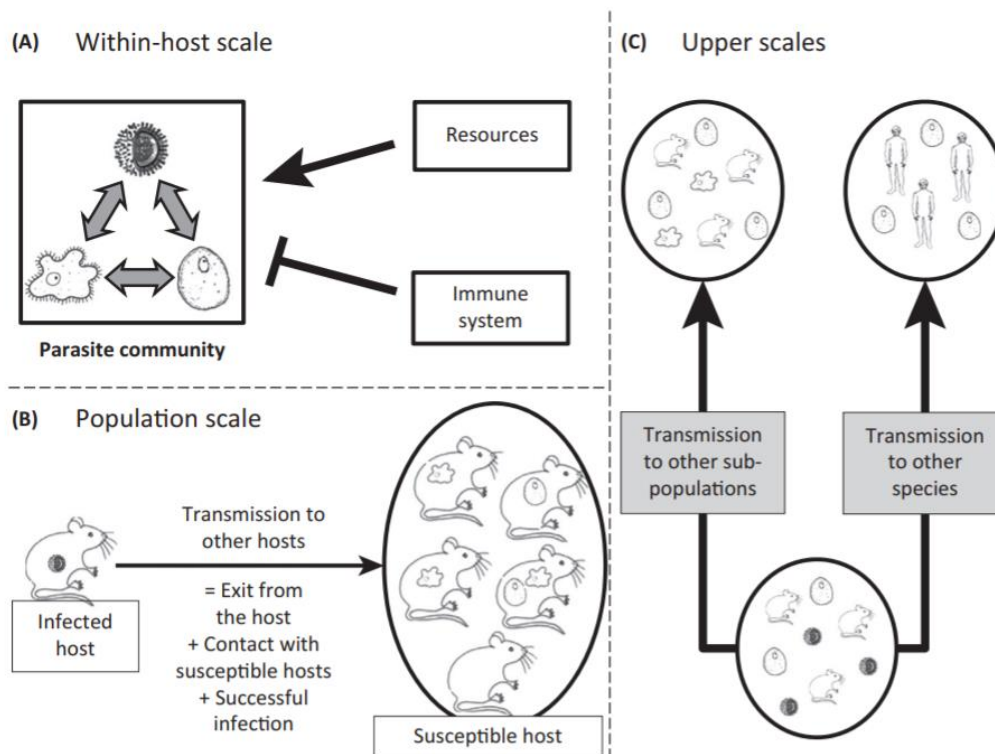 (A) Within-host scale
Resources
Immune
system
Parasite community
(B) Population scale
Transmission to
other hosts
= Exit from
the host
+ Contact with
susceptible hosts
+ Successful
infection
Infected
host
Susceptible host
(C) Upper scales
Transmission
to other sub-
populations
Transmission
to other
species